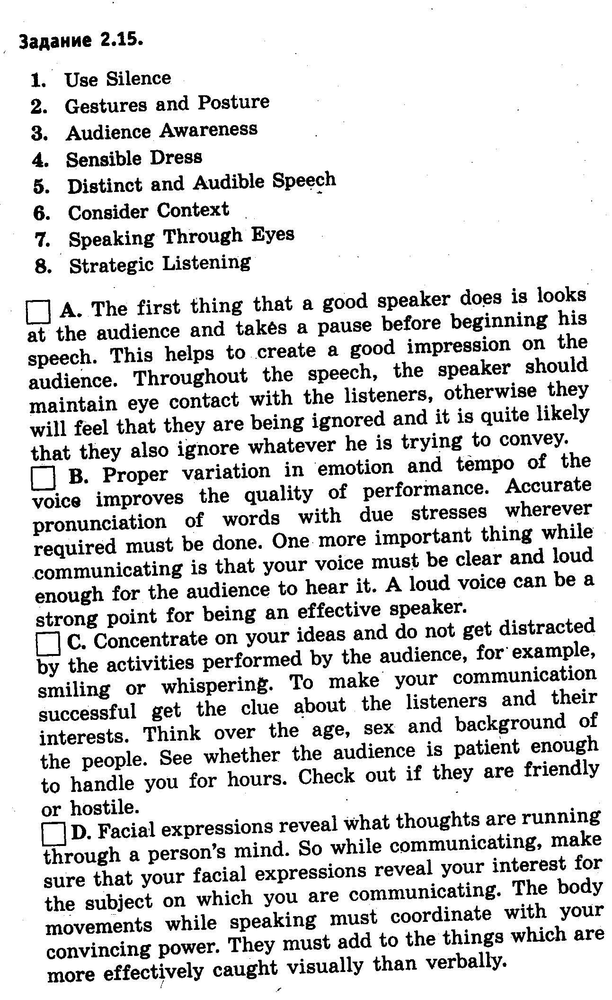 Задание 2.15.
1. Use Silence
2. Gestures and Posture
3. Audience Awareness
4. Sensible Dress
5. Distinct and Audible Speech
6. Consider Context
7. Speaking Through Eyes
8. Strategic Listening
A. The first thing that a good speaker does is looks
at the audience and takes a pause before beginning his
speech. This helps to create a good impression on the
audience. Throughout the speech, the speaker should
maintain eye contact with the listeners, otherwise they
will feel that they are being ignored and it is quite likely
that they also ignore whatever he is trying to convey.
B. Proper variation in emotion and tempo of the
voice improves the quality of performance. Accurate
pronunciation of words with due stresses wherever
required must be done. One more important thing while
communicating is that your voice must be clear and loud
enough for the audience to hear it. A loud voice can be a
strong point for being an effective speaker.
C. Concentrate on your ideas and do not get distracted
by the activities performed by the audience, for example,
smiling or whispering. To make your communication
successful get the clue about the listeners and their
interests. Think over the age, sex and background of
the people. See whether the audience is patient enough
to handle you for hours. Check out if they are friendly
or hostile.
D. Facial expressions reveal what thoughts are running
through a person's mind. So while communicating, make
sure that your facial expressions reveal your interest for
the subject on which you are communicating. The body
movements while speaking must coordinate with your
convincing power. They must add to the things which are
more effectively caught visually than verbally.